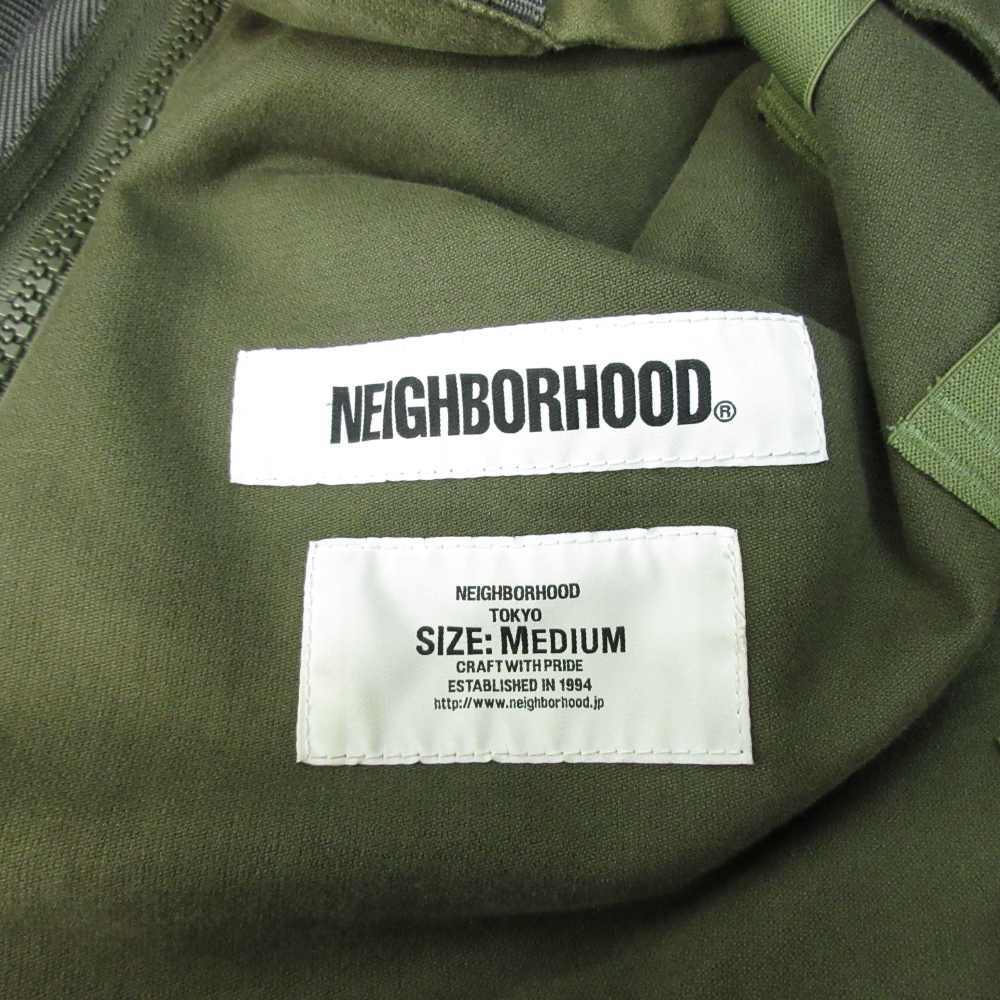 NEIGHBORHOOD®
NEIGHBORHOOD
TOKYO
SIZE: MEDIUM
CRAFT WITH PRIDE
ESTABLISHED IN 1994
http://www.neighborhood.jp